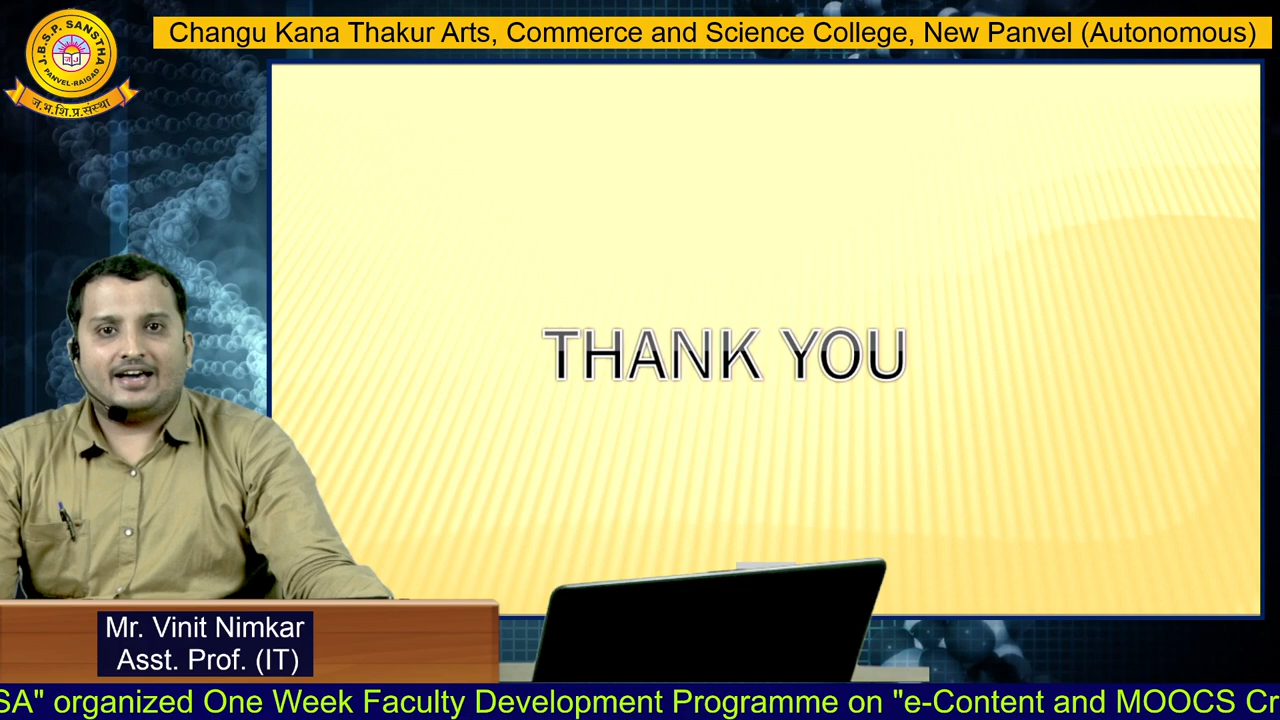 J.B.S.P. SANSTHA
PANVEL-RAIGAD
ज.भ.शि.प्र.संस्था
Changu Kana Thakur Arts, Commerce and Science College, New Panvel (Autonomous)
THANK YOU
Mr. Vinit Nimkar
Asst. Prof. (IT)
SA" organized One Week Faculty Development Programme on "e-Content and MOOCS Cr